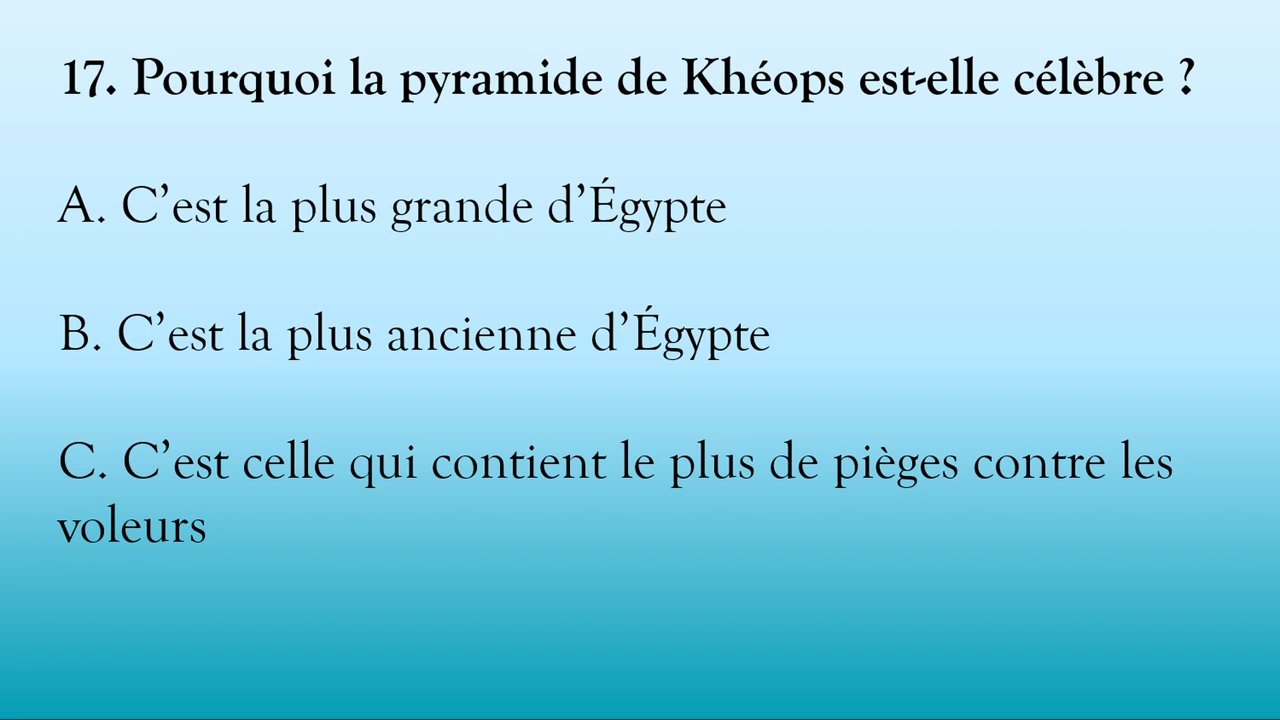 17. Pourquoi la pyramide de Khéops est-elle célèbre ?
A. C’est la plus grande d’Égypte
B. C’est la plus ancienne d’Égypte
C. C’est celle qui contient le plus de pièges contre les
voleurs